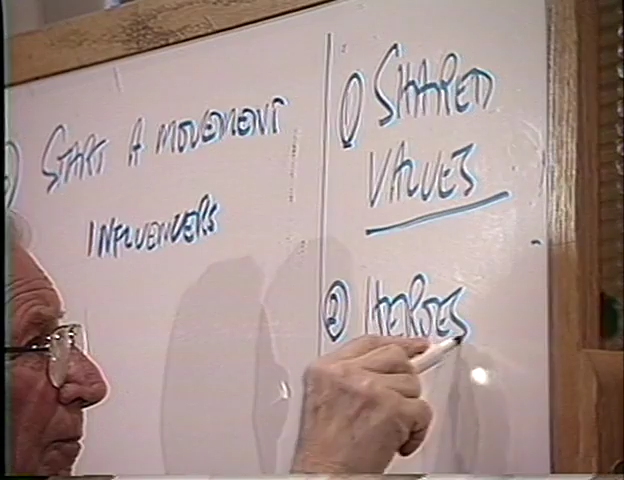 START A MOVEMENT
INFLUENCERS
① SHARED
VALUES
② HEROES